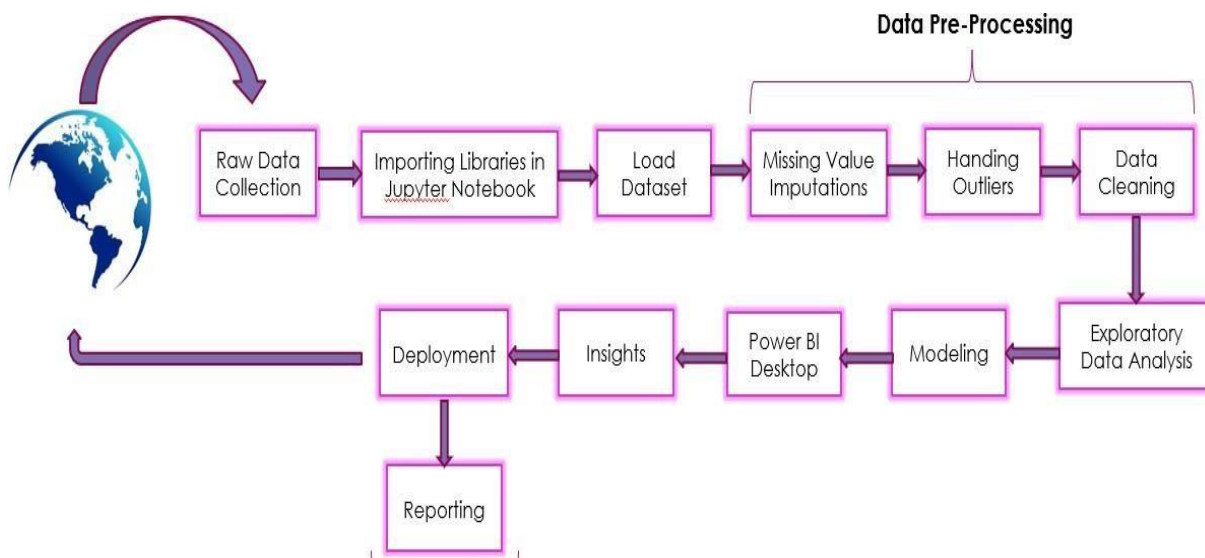 Data Pre-Processing
Raw Data
Collection
Importing Libraries in
Jupyter Notebook
Load
Dataset
Missing Value
Imputations
Handing
Outliers
Data
Cleaning
Exploratory
Data Analysis
Modeling
Power BI
Desktop
Insights
Deployment
Reporting